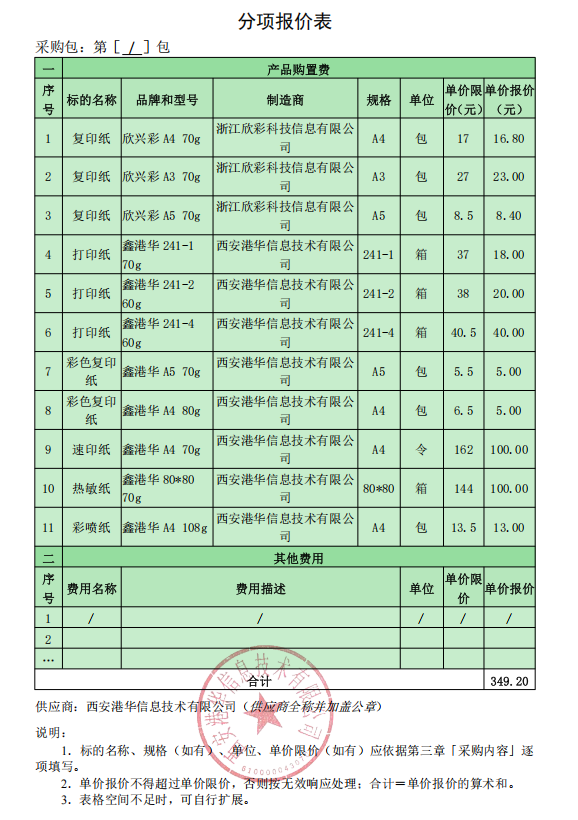 分项报价表
采购包：第［ / ］包
一 产品购置费
序号 标的名称 品牌和型号 制造商 规格 单位 单价限价（元） 单价报价（元）
1 复印纸 欣兴彩 A4 70g 浙江欣彩科技信息有限公司 A4 包 17 16.80
2 复印纸 欣兴彩 A3 70g 浙江欣彩科技信息有限公司 A3 包 27 23.00
3 复印纸 欣兴彩 A5 70g 浙江欣彩科技信息有限公司 A5 包 8.5 8.40
4 打印纸 鑫港华 241-1 70g 西安港华信息技术有限公司 241-1 箱 37 18.00
5 打印纸 鑫港华 241-2 60g 西安港华信息技术有限公司 241-2 箱 38 20.00
6 打印纸 鑫港华 241-4 60g 西安港华信息技术有限公司 241-4 箱 40.5 40.00
7 彩色复印纸 鑫港华 A5 70g 西安港华信息技术有限公司 A5 包 5.5 5.00
8 彩色复印纸 鑫港华 A4 80g 西安港华信息技术有限公司 A4 包 6.5 5.00
9 速印纸 鑫港华 A4 70g 西安港华信息技术有限公司 A4 令 162 100.00
10 热敏纸 鑫港华 80*80 70g 西安港华信息技术有限公司 80*80 箱 144 100.00
11 彩喷纸 鑫港华 A4 108g 西安港华信息技术有限公司 A4 包 13.5 13.00
二 其他费用
序号 费用名称 费用描述 单位 单价限价 单价报价
1 / / / / /
2
…
合计 349.20
供应商：西安港华信息技术有限公司（供应商全称并加盖公章）
说明：
1．标的名称、规格（如有）、单位、单价限价（如有）应依据第三章「采购内容」逐
项填写。
2．单价报价不得超过单价限价，否则按无效响应处理；合计＝单价报价的算术和。
3．表格空间不足时，可自行扩展。
西安港华信息技术有限公司